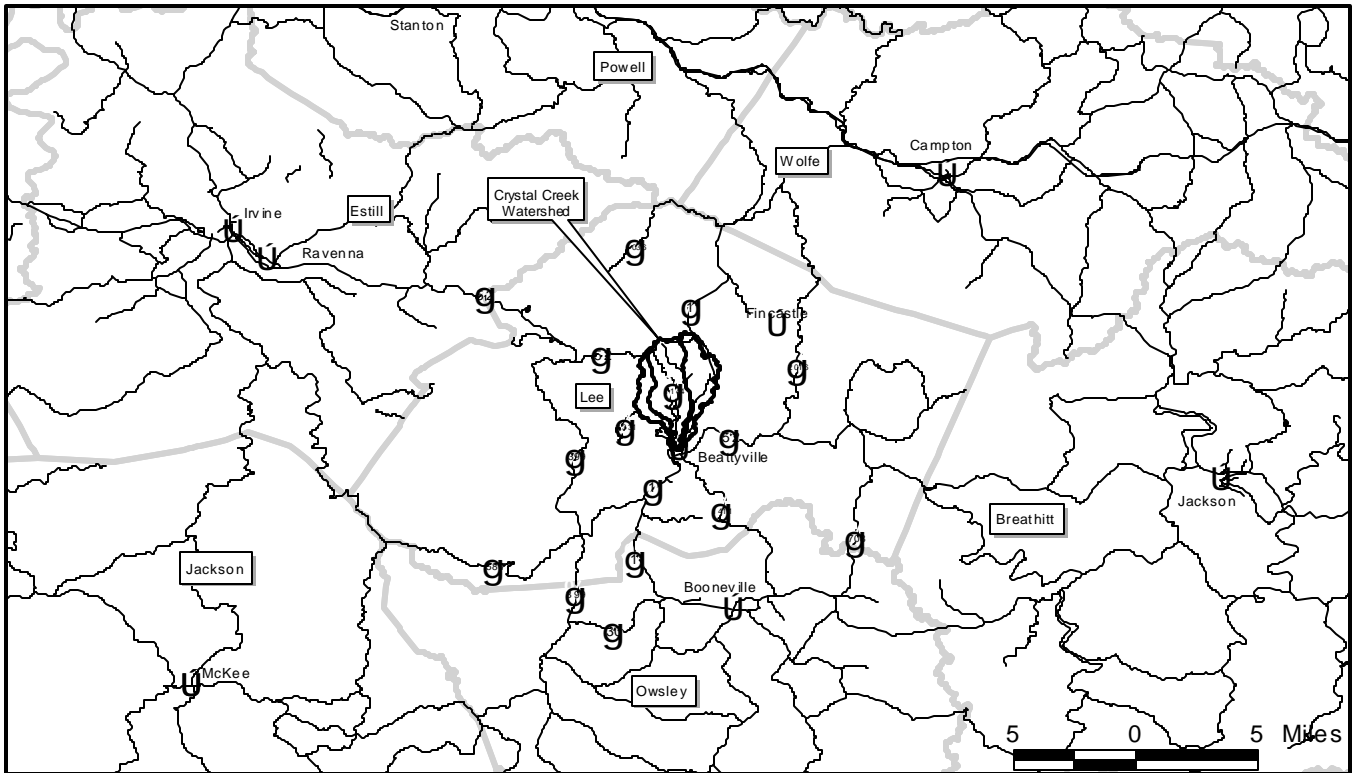 Stanton
Powell
Campton
Wolfe
Crystal Creek
Watershed
Irvine
Estill
Ravenna
Fincastle
Lee
Beattyville
Jackson
Breathitt
Jackson
Booneville
McKee
Owsley
5 0 5 Miles